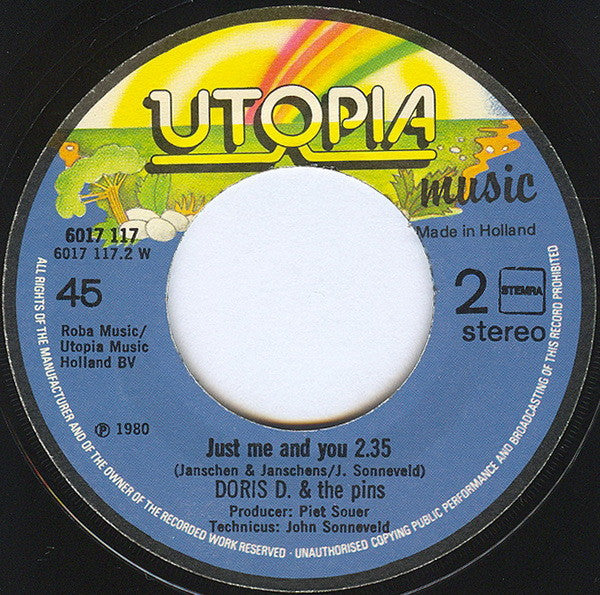 UTOPIA
music
Made in Holland
6017 117
6017 117.2 W
45
2
STEMRA
stereo
Roba Music/
Utopia Music
Holland BV
℗ 1980
Just me and you 2.35
(Janschen & Janschens/J. Sonneveld)
DORIS D. & the pins
Producer: Piet Souer
Technicus: John Sonneveld
ALL RIGHTS OF THE MANUFACTURER AND OF THE OWNER OF THE RECORDED WORK RESERVED - UNAUTHORISED COPYING PUBLIC PERFORMANCE AND BROADCASTING OF THIS RECORD PROHIBITED